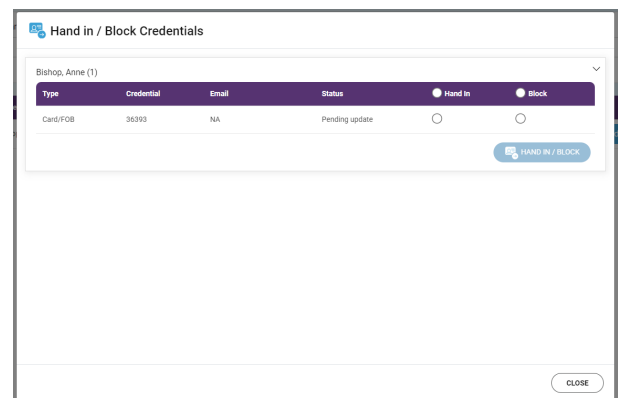 Hand in / Block Credentials
Bishop, Anne (1)
Type Credential Email Status Hand In Block
Card/FOB 36393 NA Pending update
HAND IN / BLOCK
CLOSE